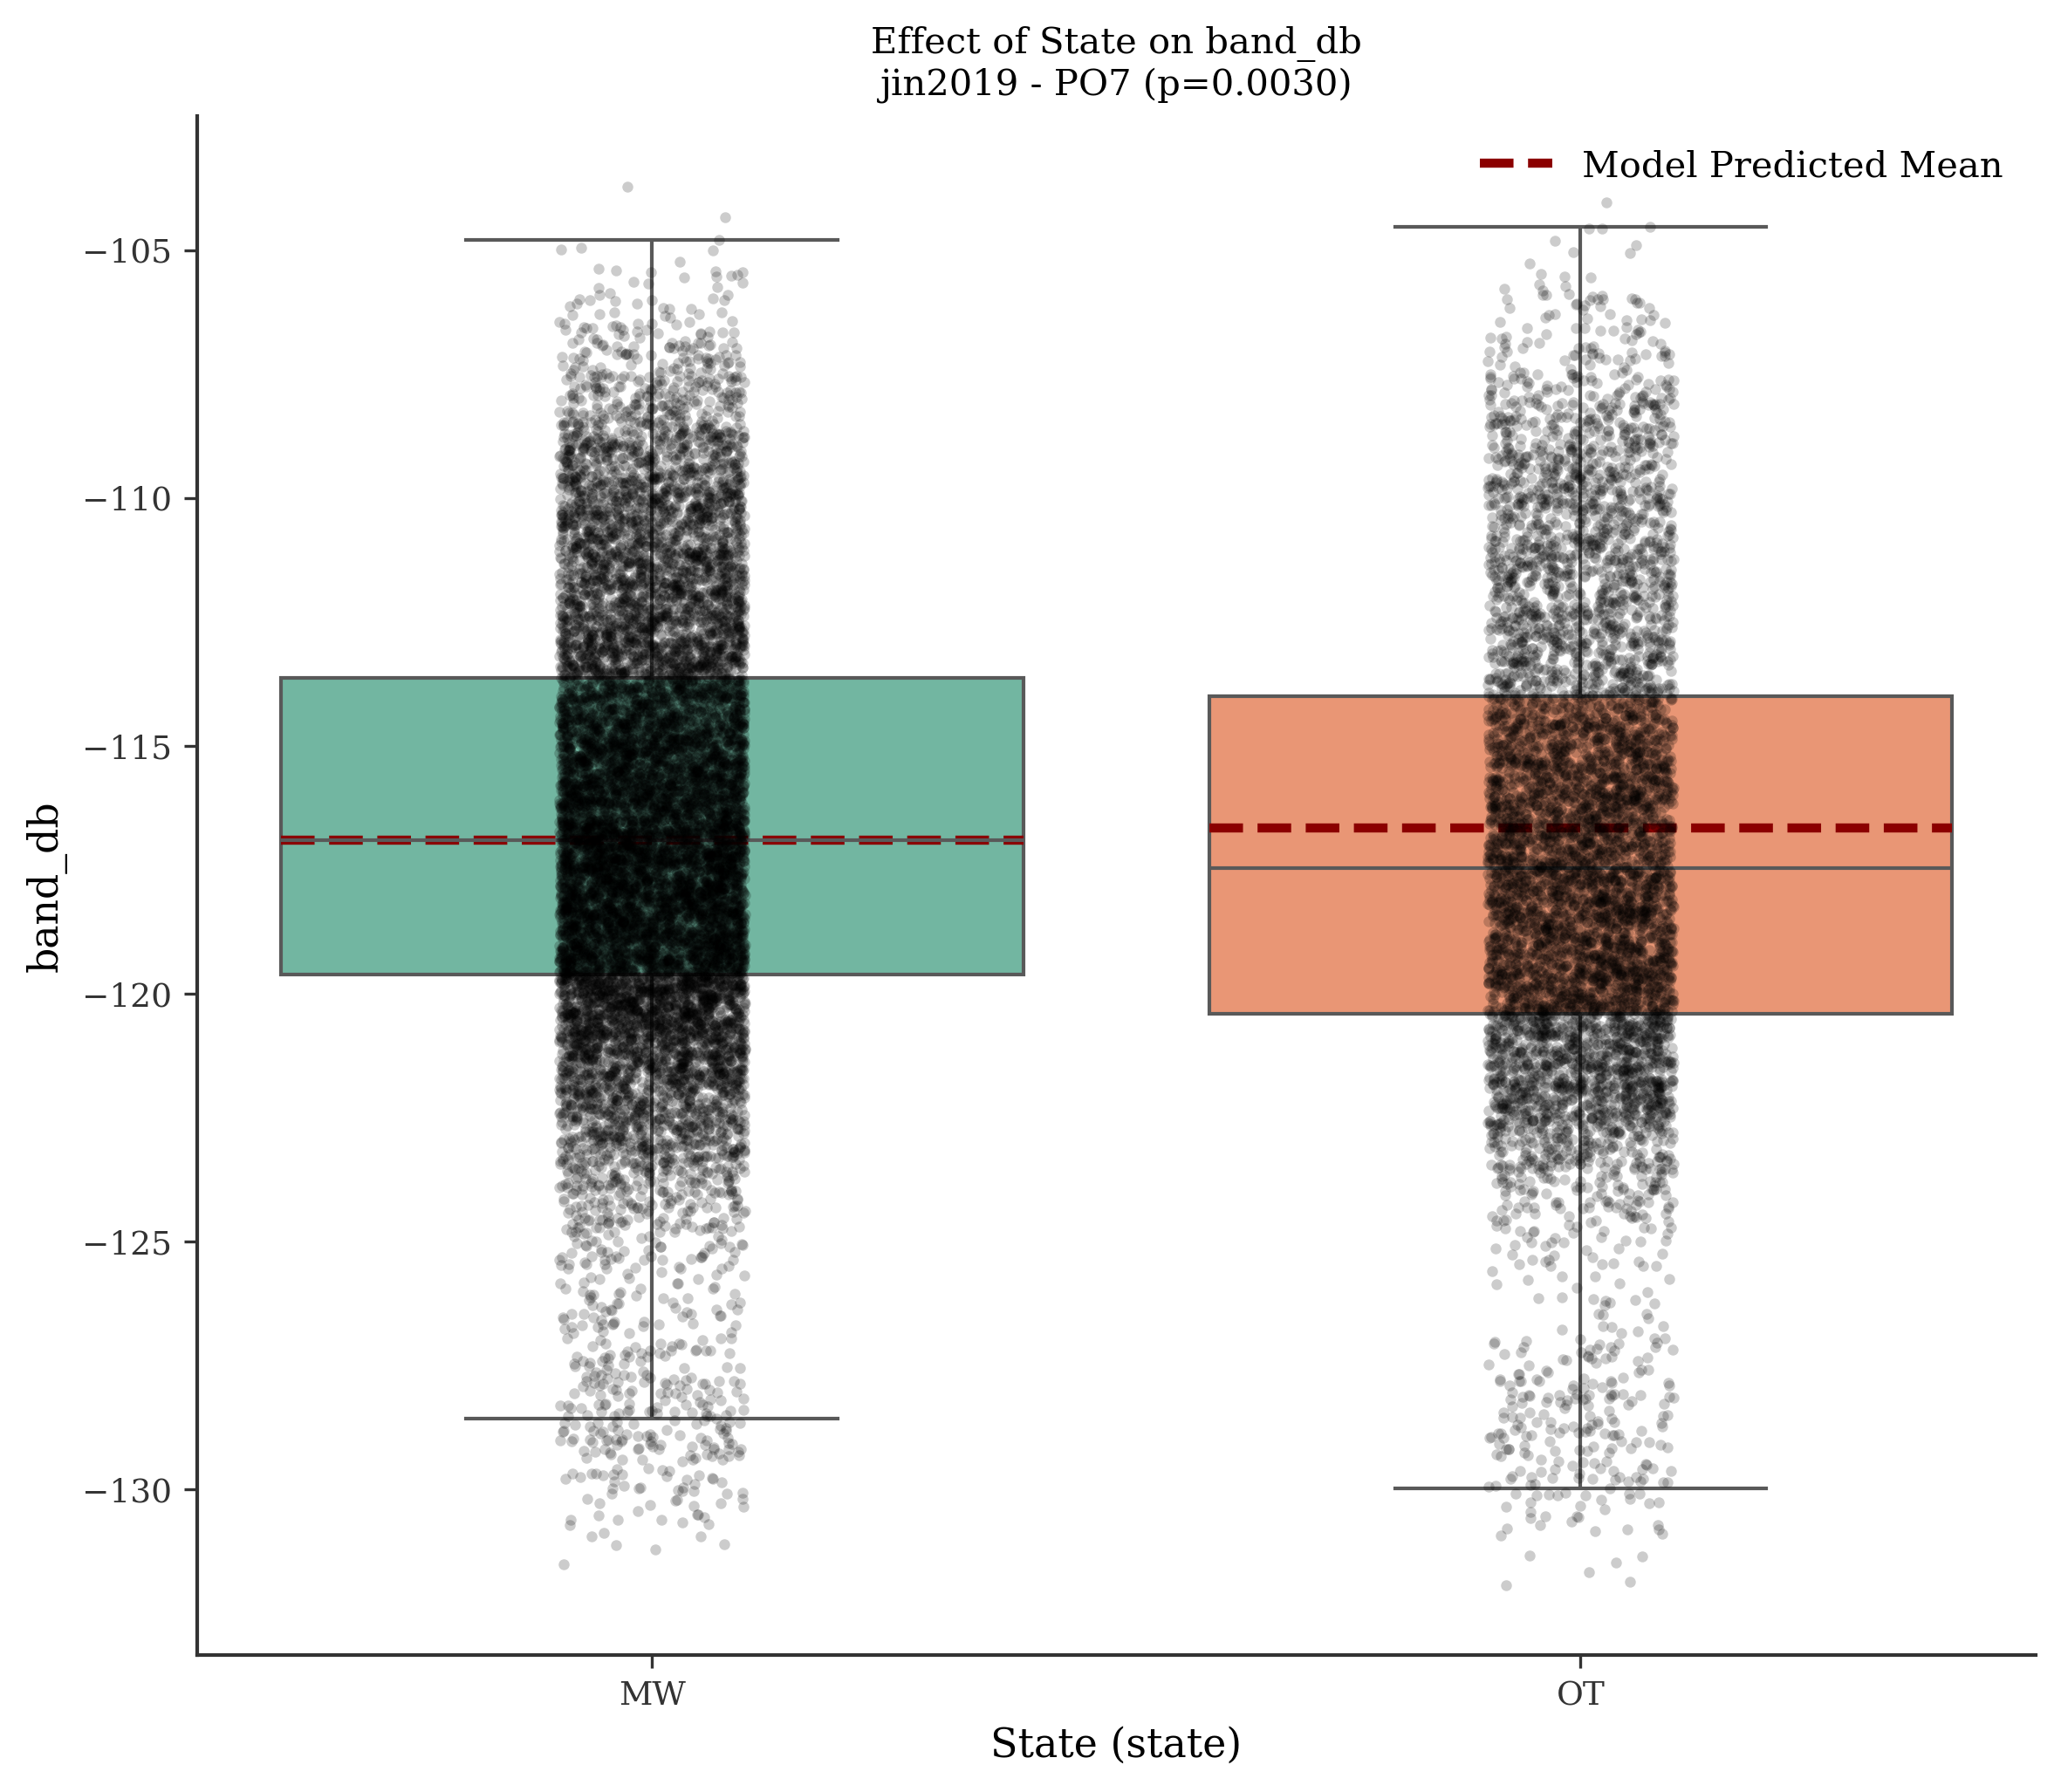 Effect of State on band_db
jin2019 - PO7 (p=0.0030)
Model Predicted Mean
−105
−110
−115
−120
−125
−130
band_db
MW
OT
State (state)